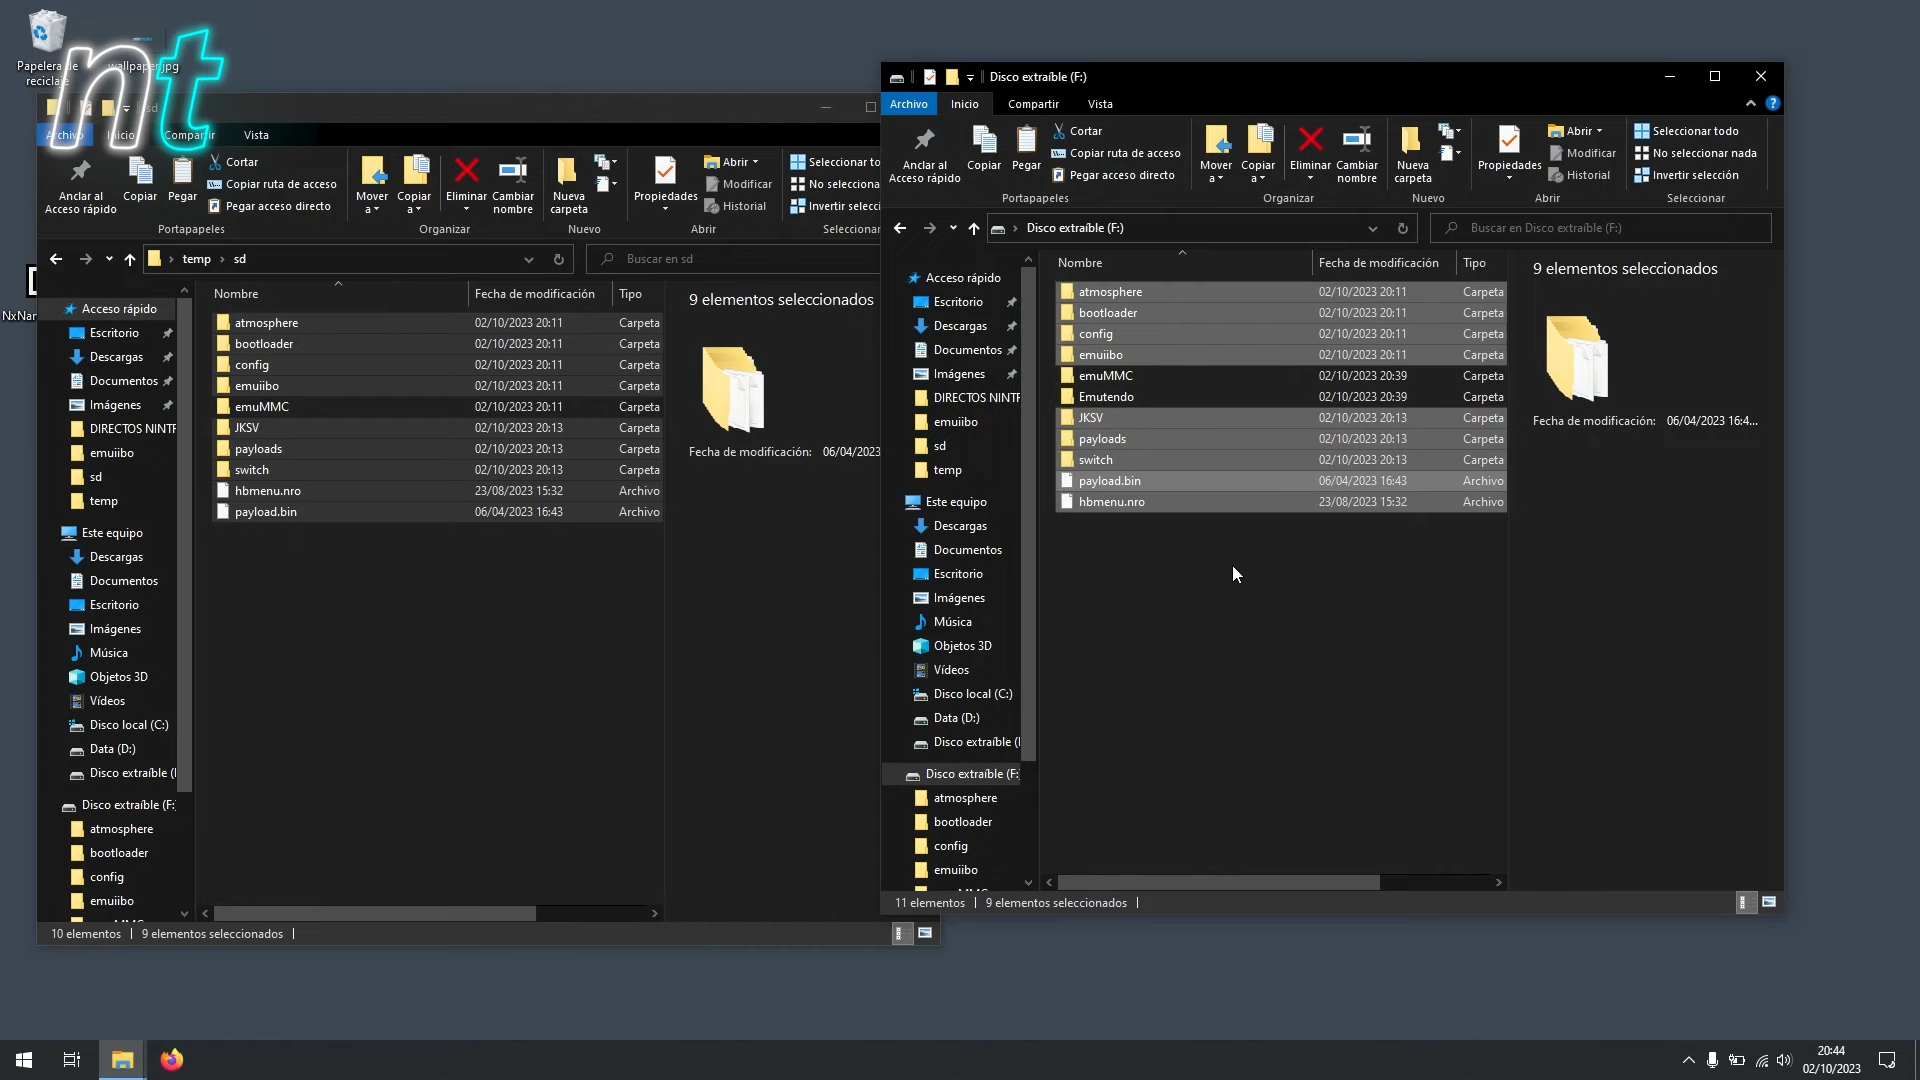 Papelera de
reciclaje
wallpaper.jpg
nt
NxNar
sd
Archivo
Inicio
Compartir
Vista
Anclar al
Acceso rápido
Copiar
Pegar
Cortar
Copiar ruta de acceso
Pegar acceso directo
Portapapeles
Mover
a
Copiar
a
Eliminar
Cambiar
nombre
Organizar
Nueva
carpeta
Nuevo
Propiedades
Abrir
Modificar
Historial
Abrir
Seleccionar to
No selecciona
Invertir selecci
Seleccionar
temp › sd
Buscar en sd
Acceso rápido
Escritorio
Descargas
Documentos
Imágenes
DIRECTOS NINTF
emuiibo
sd
temp
Este equipo
Descargas
Documentos
Escritorio
Imágenes
Música
Objetos 3D
Vídeos
Disco local (C:)
Data (D:)
Disco extraíble (
Disco extraíble (F:
atmosphere
bootloader
config
emuiibo
Nombre Fecha de modificación Tipo
atmosphere 02/10/2023 20:11 Carpeta
bootloader 02/10/2023 20:11 Carpeta
config 02/10/2023 20:11 Carpeta
emuiibo 02/10/2023 20:11 Carpeta
emuMMC 02/10/2023 20:11 Carpeta
JKSV 02/10/2023 20:13 Carpeta
payloads 02/10/2023 20:13 Carpeta
switch 02/10/2023 20:13 Carpeta
hbmenu.nro 23/08/2023 15:32 Archivo
payload.bin 06/04/2023 16:43 Archivo
9 elementos seleccionados
Fecha de modificación: 06/04/2023
10 elementos | 9 elementos seleccionados |
Disco extraíble (F:)
Archivo
Inicio
Compartir
Vista
Anclar al
Acceso rápido
Copiar
Pegar
Cortar
Copiar ruta de acceso
Pegar acceso directo
Portapapeles
Mover
a
Copiar
a
Eliminar
Cambiar
nombre
Organizar
Nueva
carpeta
Nuevo
Propiedades
Abrir
Modificar
Historial
Abrir
Seleccionar todo
No seleccionar nada
Invertir selección
Seleccionar
Disco extraíble (F:)
Buscar en Disco extraíble (F:)
Acceso rápido
Escritorio
Descargas
Documentos
Imágenes
DIRECTOS NINTF
emuiibo
sd
temp
Este equipo
Descargas
Documentos
Escritorio
Imágenes
Música
Objetos 3D
Vídeos
Disco local (C:)
Data (D:)
Disco extraíble (
Disco extraíble (F:
atmosphere
bootloader
config
emuiibo
Nombre Fecha de modificación Tipo
atmosphere 02/10/2023 20:11 Carpeta
bootloader 02/10/2023 20:11 Carpeta
config 02/10/2023 20:11 Carpeta
emuiibo 02/10/2023 20:11 Carpeta
emuMMC 02/10/2023 20:39 Carpeta
Emutendo 02/10/2023 20:39 Carpeta
JKSV 02/10/2023 20:13 Carpeta
payloads 02/10/2023 20:13 Carpeta
switch 02/10/2023 20:13 Carpeta
payload.bin 06/04/2023 16:43 Archivo
hbmenu.nro 23/08/2023 15:32 Archivo
9 elementos seleccionados
Fecha de modificación: 06/04/2023 16:4...
11 elementos | 9 elementos seleccionados |
20:44
02/10/2023